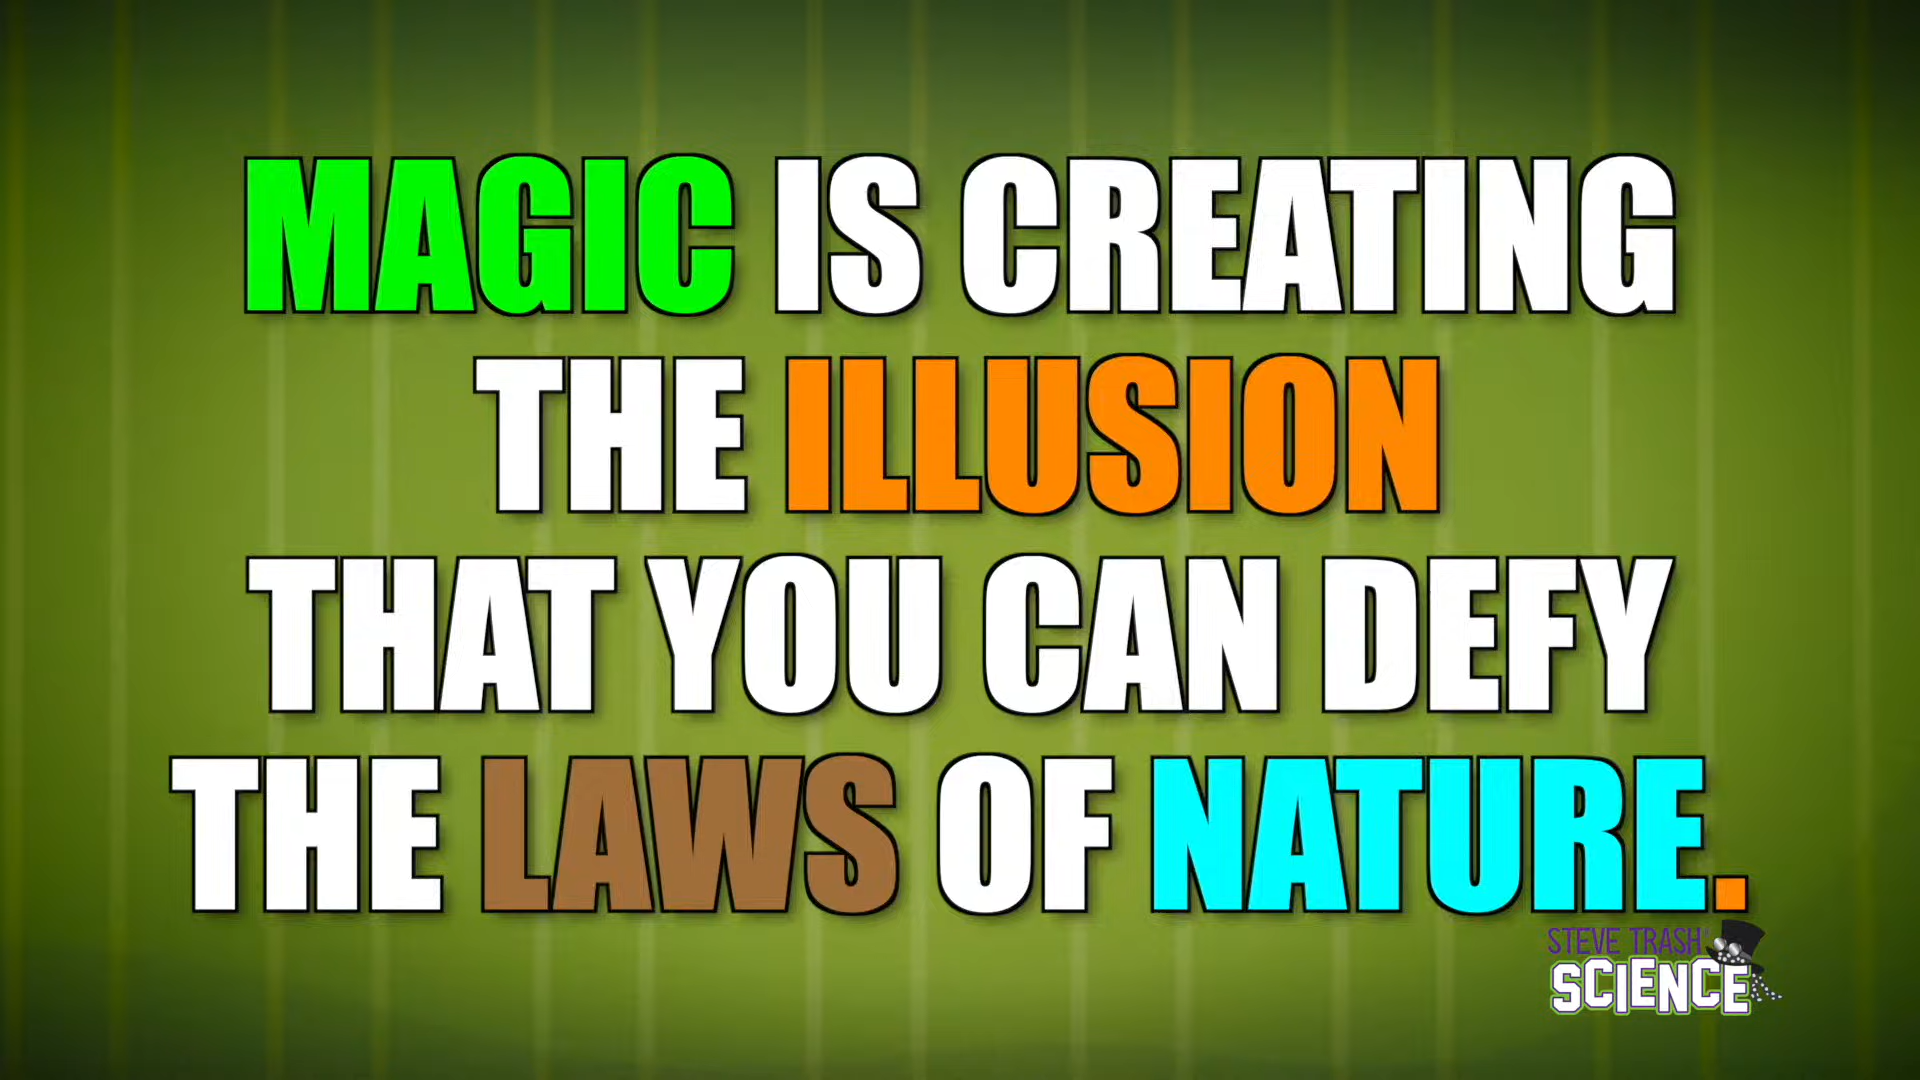 MAGIC IS CREATING
THE ILLUSION
THAT YOU CAN DEFY
THE LAWS OF NATURE.
STEVE TRASH
SCIENCE